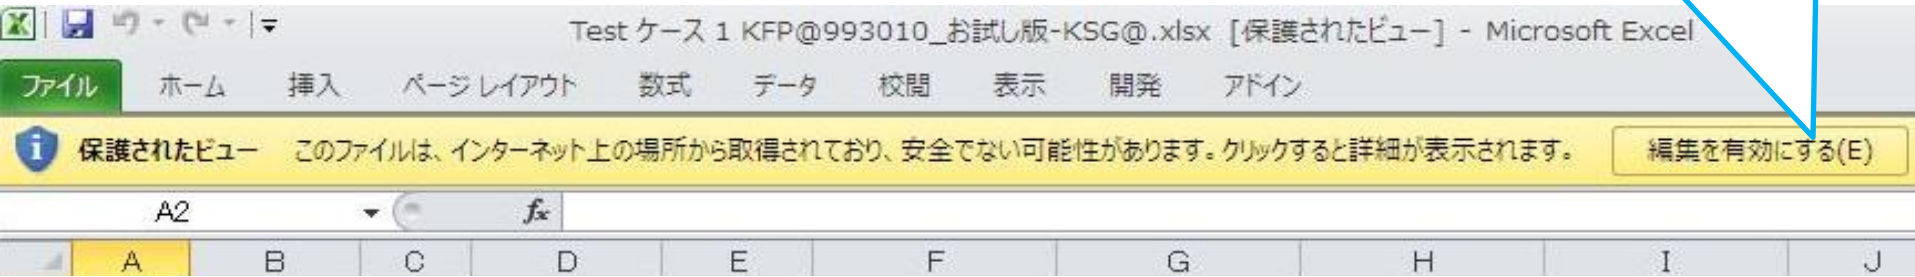 Test ケース 1 KFP@993010_お試し版-KSG@.xlsx [保護されたビュー] - Microsoft Excel
ファイル ホーム 挿入 ページ レイアウト 数式 データ 校閲 表示 開発 アドイン
保護されたビュー このファイルは、インターネット上の場所から取得されており、安全でない可能性があります。クリックすると詳細が表示されます。 編集を有効にする(E)
A2 fx
A B C D E F G H I J